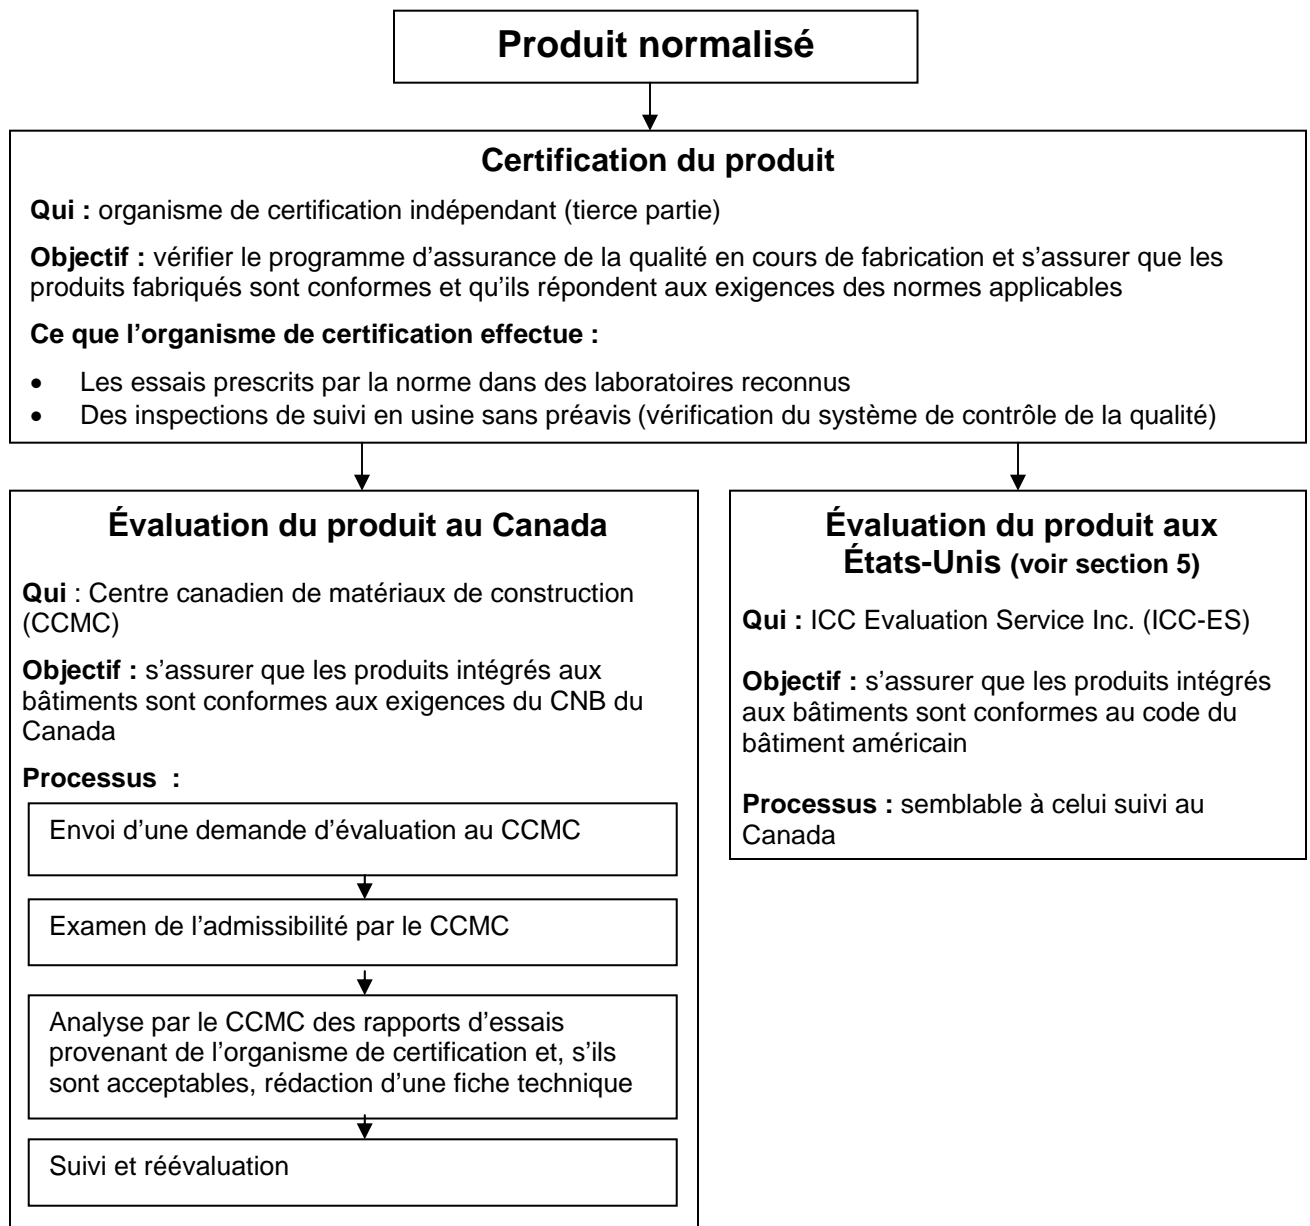 Produit normalisé
Certification du produit
Qui : organisme de certification indépendant (tierce partie)
Objectif : vérifier le programme d’assurance de la qualité en cours de fabrication et s’assurer que les
produits fabriqués sont conformes et qu’ils répondent aux exigences des normes applicables
Ce que l’organisme de certification effectue :
• Les essais prescrits par la norme dans des laboratoires reconnus
• Des inspections de suivi en usine sans préavis (vérification du système de contrôle de la qualité)
Évaluation du produit au Canada
Qui : Centre canadien de matériaux de construction
(CCMC)
Objectif : s’assurer que les produits intégrés aux
bâtiments sont conformes aux exigences du CNB du
Canada
Processus :
Envoi d’une demande d’évaluation au CCMC
Examen de l’admissibilité par le CCMC
Analyse par le CCMC des rapports d’essais
provenant de l’organisme de certification et, s’ils
sont acceptables, rédaction d’une fiche technique
Suivi et réévaluation
Évaluation du produit aux
États-Unis (voir section 5)
Qui : ICC Evaluation Service Inc. (ICC-ES)
Objectif : s’assurer que les produits intégrés
aux bâtiments sont conformes au code du
bâtiment américain
Processus : semblable à celui suivi au
Canada